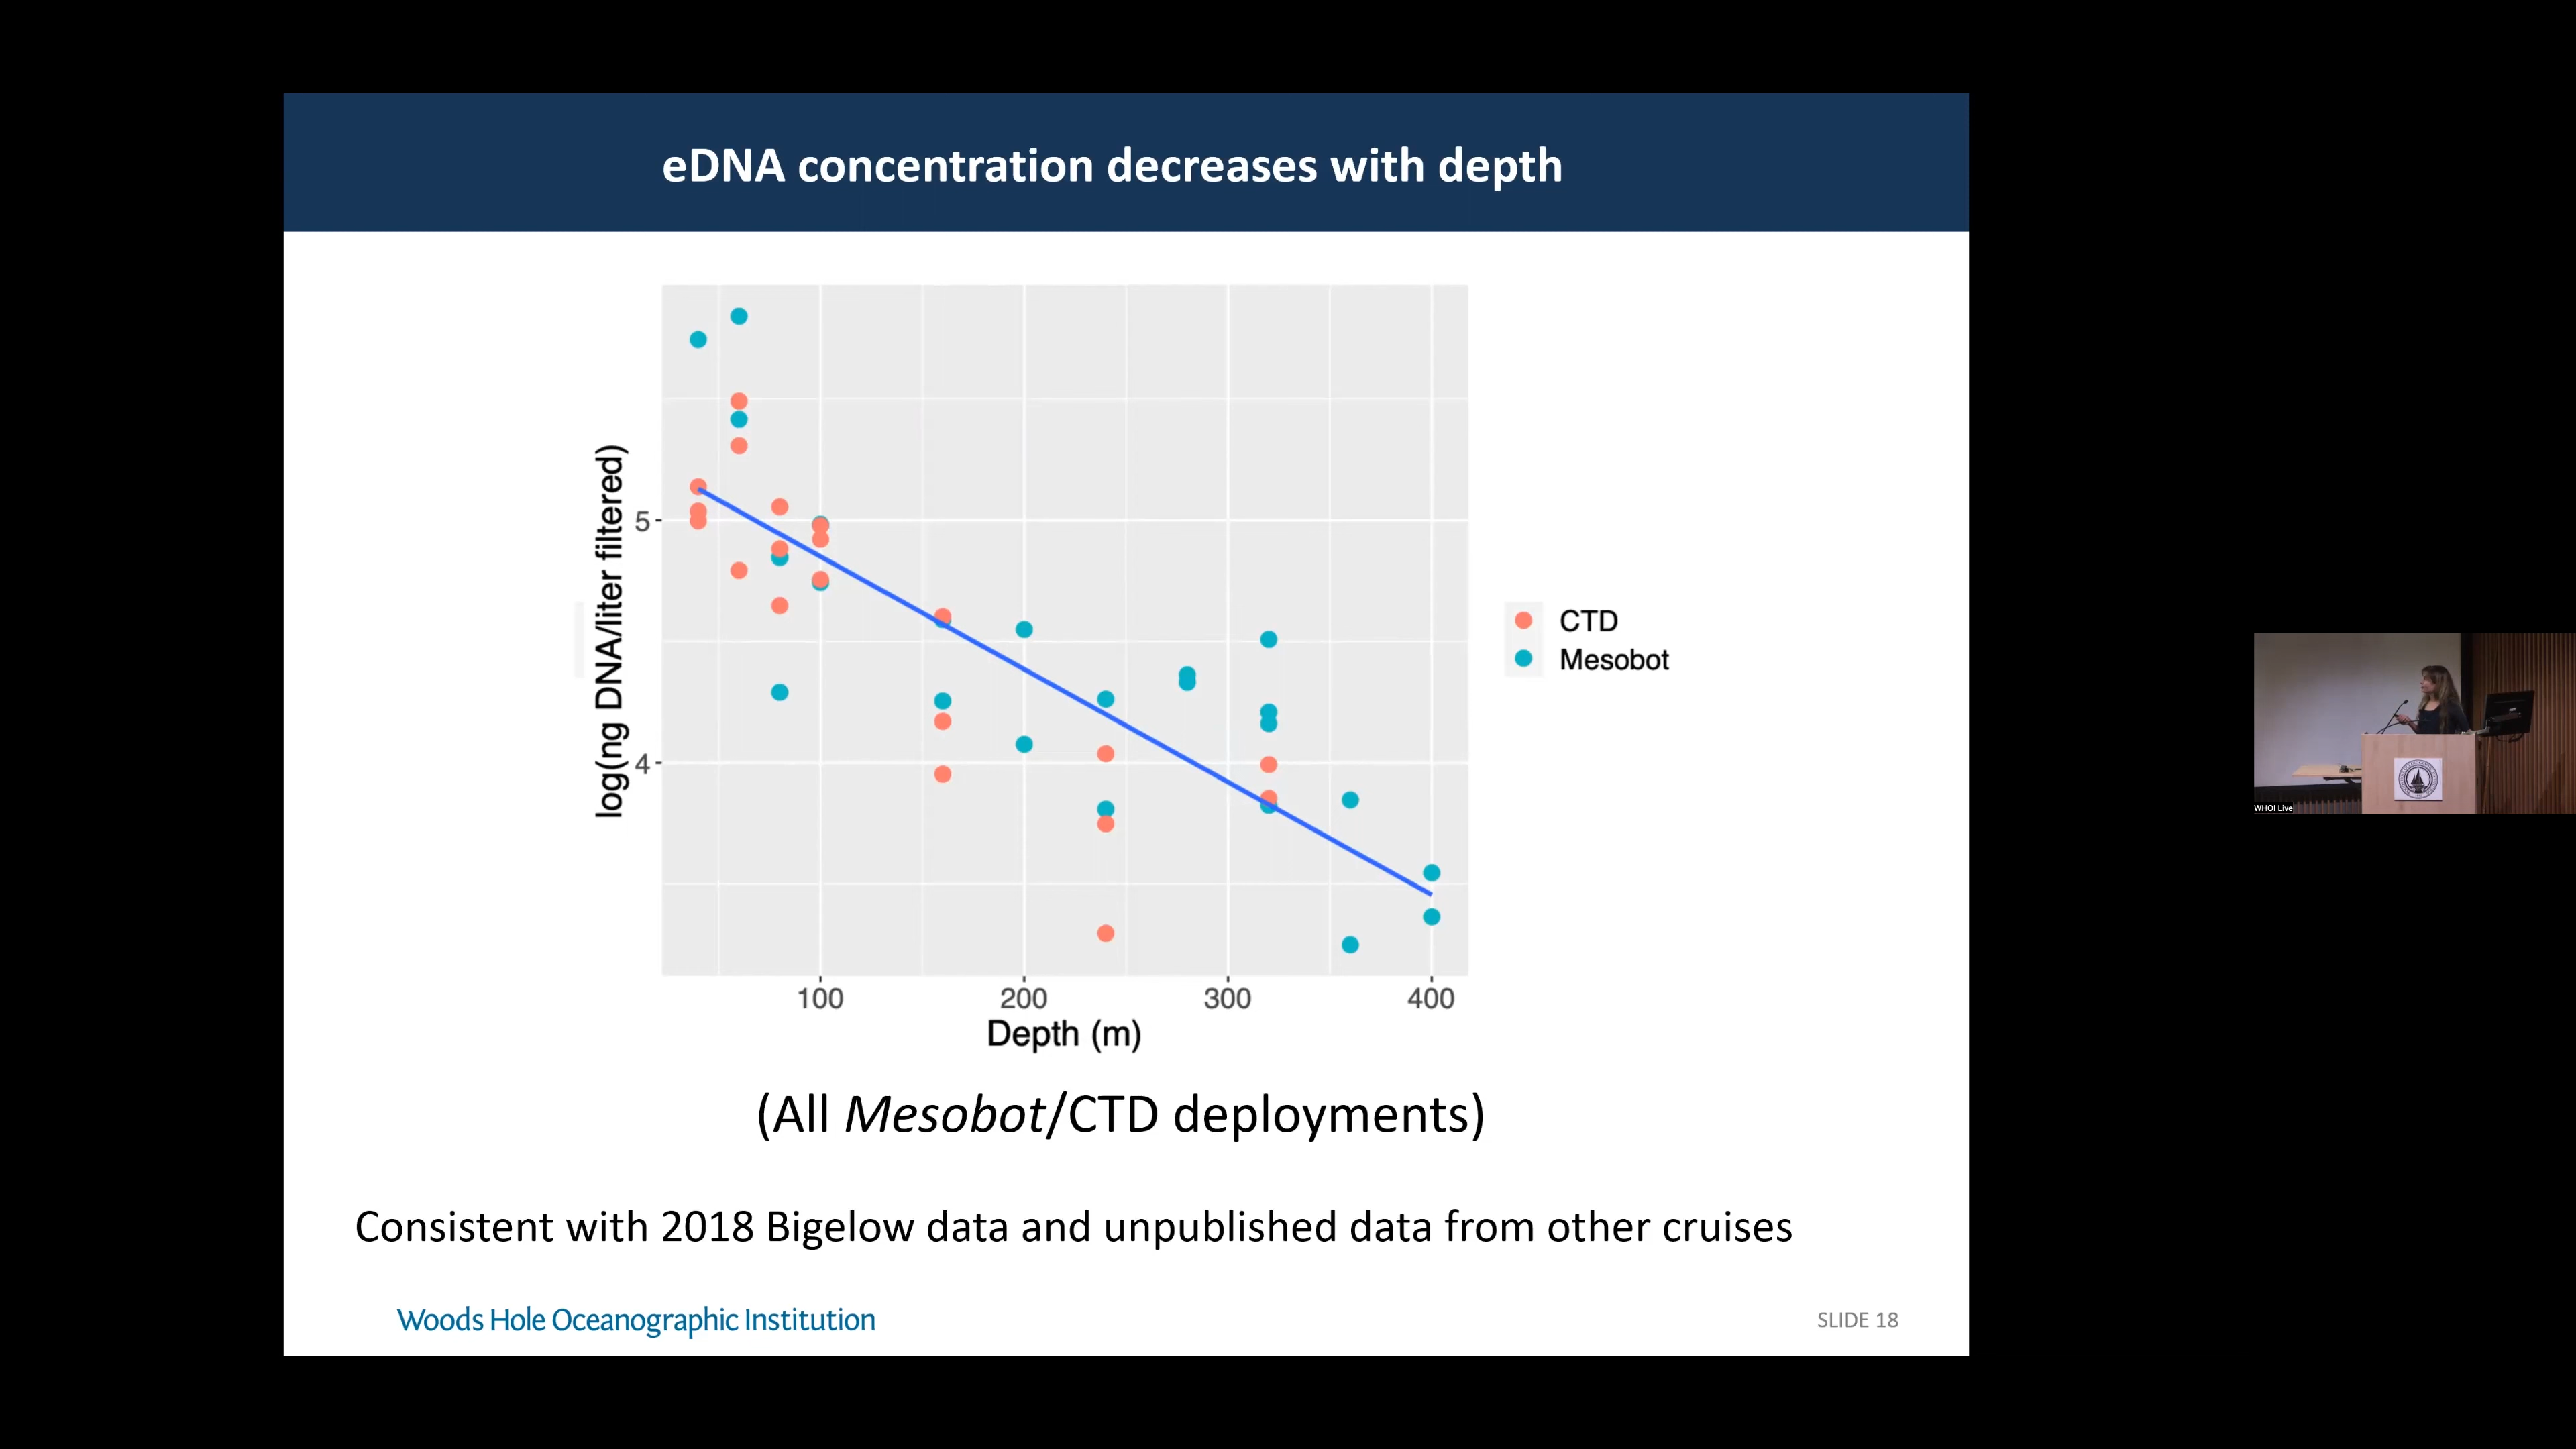 eDNA concentration decreases with depth
log(ng DNA/liter filtered)
5
4
100 200 300 400
Depth (m)
CTD
Mesobot
(All Mesobot/CTD deployments)
Consistent with 2018 Bigelow data and unpublished data from other cruises
Woods Hole Oceanographic Institution
SLIDE 18
WHOI Live